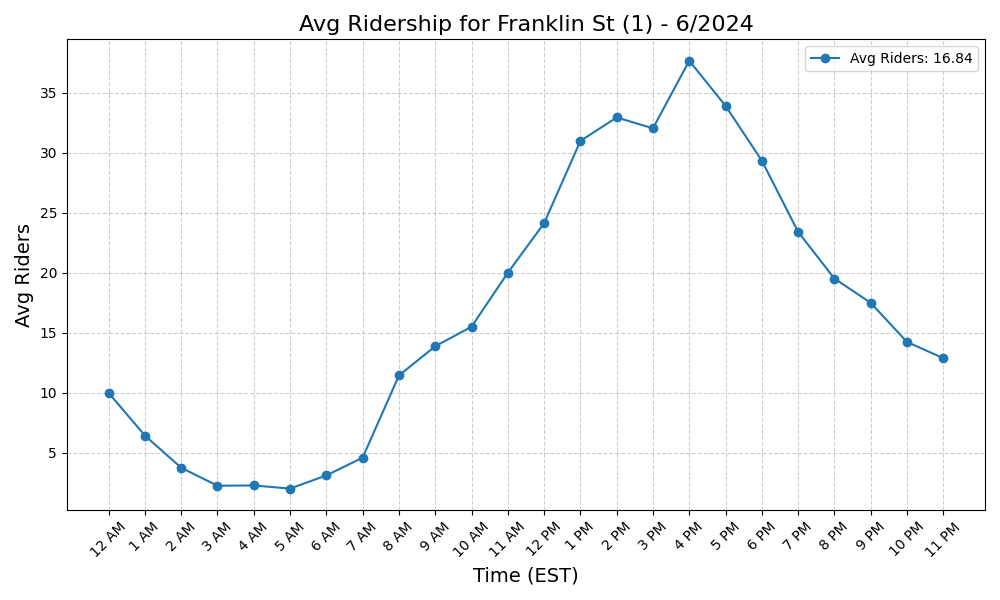 Avg Ridership for Franklin St (1) - 6/2024
Avg Riders: 16.84
Avg Riders
35
30
25
20
15
10
5
12 AM
1 AM
2 AM
3 AM
4 AM
5 AM
6 AM
7 AM
8 AM
9 AM
10 AM
11 AM
12 PM
1 PM
2 PM
3 PM
4 PM
5 PM
6 PM
7 PM
8 PM
9 PM
10 PM
11 PM
Time (EST)